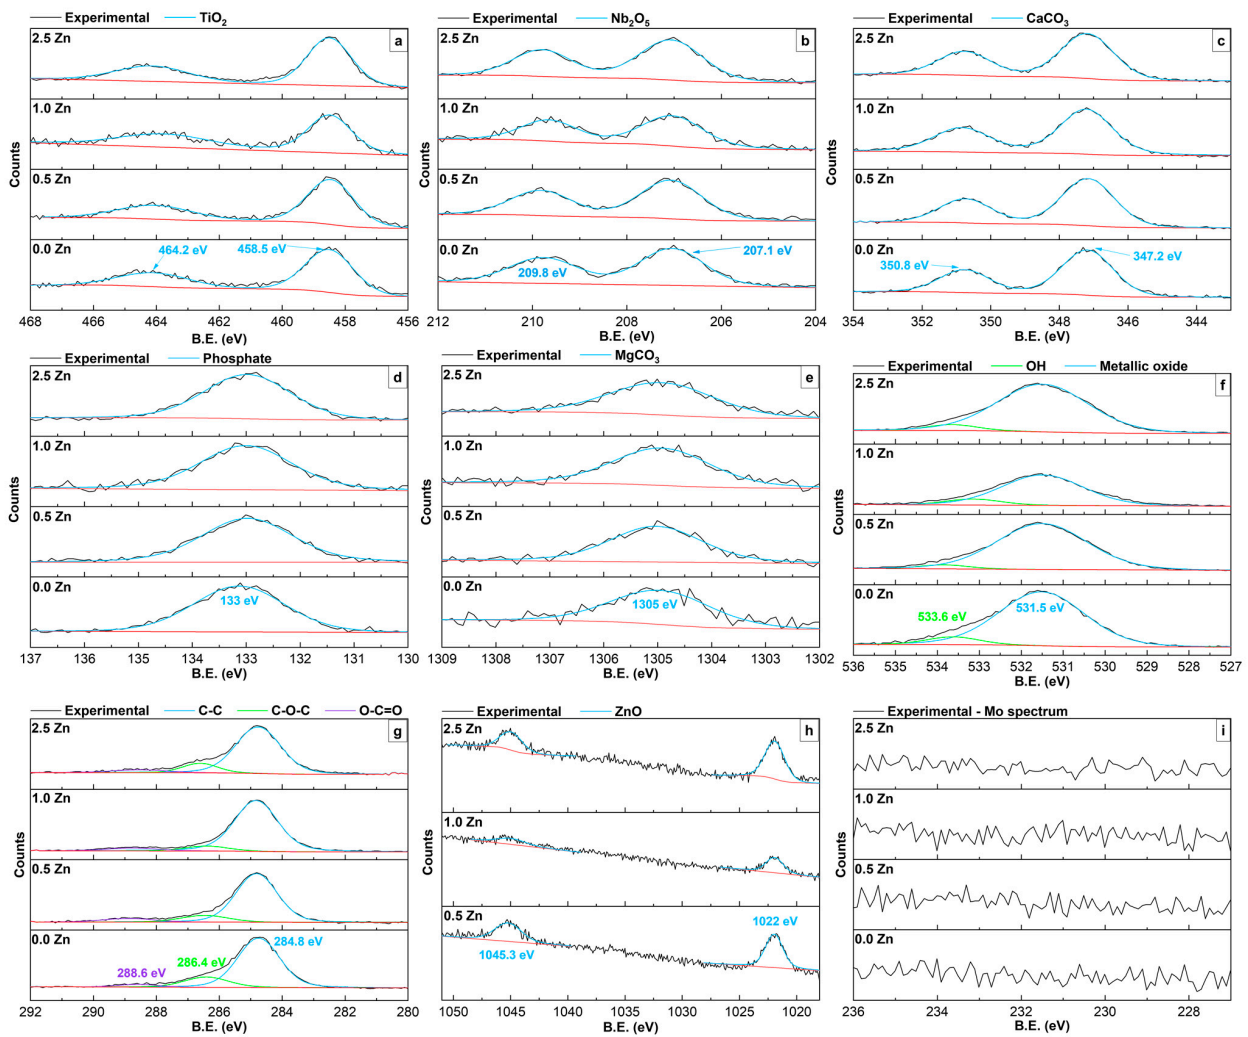 Experimental TiO2
a
2.5 Zn
1.0 Zn
0.5 Zn
0.0 Zn
464.2 eV
458.5 eV
Counts
468 466 464 462 460 458 456
B.E. (eV)
Experimental Nb2O5
b
2.5 Zn
1.0 Zn
0.5 Zn
0.0 Zn
209.8 eV
207.1 eV
Counts
212 210 208 206 204
B.E. (eV)
Experimental CaCO3
c
2.5 Zn
1.0 Zn
0.5 Zn
0.0 Zn
350.8 eV
347.2 eV
Counts
354 352 350 348 346 344
B.E. (eV)
Experimental Phosphate
d
2.5 Zn
1.0 Zn
0.5 Zn
0.0 Zn
133 eV
Counts
137 136 135 134 133 132 131 130
B.E. (eV)
Experimental MgCO3
e
2.5 Zn
1.0 Zn
0.5 Zn
0.0 Zn
1305 eV
Counts
1309 1308 1307 1306 1305 1304 1303 1302
B.E. (eV)
Experimental OH Metallic oxide
f
2.5 Zn
1.0 Zn
0.5 Zn
0.0 Zn
533.6 eV
531.5 eV
Counts
536 535 534 533 532 531 530 529 528 527
B.E. (eV)
Experimental C-C C-O-C O-C=O
g
2.5 Zn
1.0 Zn
0.5 Zn
0.0 Zn
288.6 eV
286.4 eV
284.8 eV
Counts
292 290 288 286 284 282 280
B.E. (eV)
Experimental ZnO
h
2.5 Zn
1.0 Zn
0.5 Zn
1045.3 eV
1022 eV
Counts
1050 1045 1040 1035 1030 1025 1020
B.E. (eV)
Experimental - Mo spectrum
i
2.5 Zn
1.0 Zn
0.5 Zn
0.0 Zn
Counts
236 234 232 230 228
B.E. (eV)